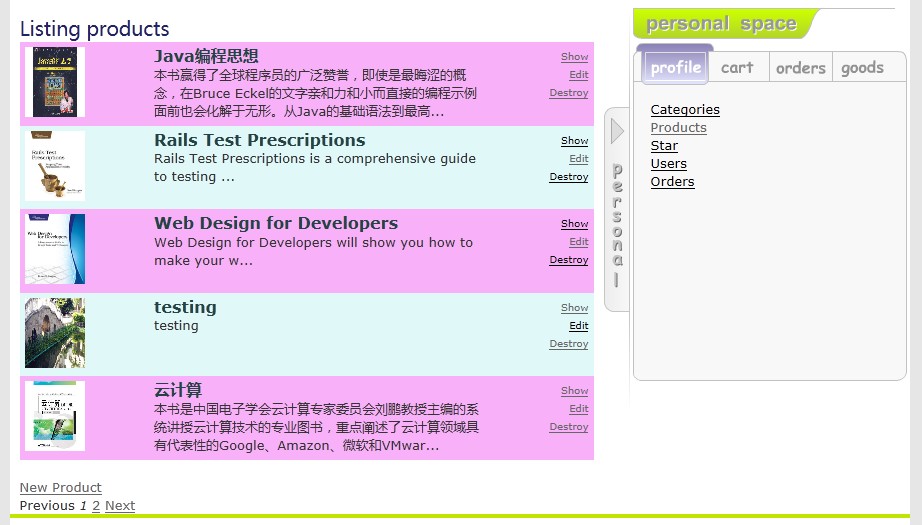 Listing products
Java编程思想
本书赢得了全球程序员的广泛赞誉，即使是最晦涩的概
念，在Bruce Eckel的文字亲和力和小而直接的编程示例
面前也会化解于无形。从Java的基础语法到最高...
Show
Edit
Destroy
Rails Test Prescriptions
Rails Test Prescriptions is a comprehensive guide
to testing ...
Show
Edit
Destroy
Web Design for Developers
Web Design for Developers will show you how to
make your w...
Show
Edit
Destroy
testing
testing
Show
Edit
Destroy
云计算
本书是中国电子学会云计算专家委员会刘鹏教授主编的系
统讲授云计算技术的专业图书，重点阐述了云计算领域具
有代表性的Google、Amazon、微软和VMwar...
Show
Edit
Destroy
New Product
Previous 1 2 Next
personal
personal space
profile cart orders goods
Categories
Products
Star
Users
Orders